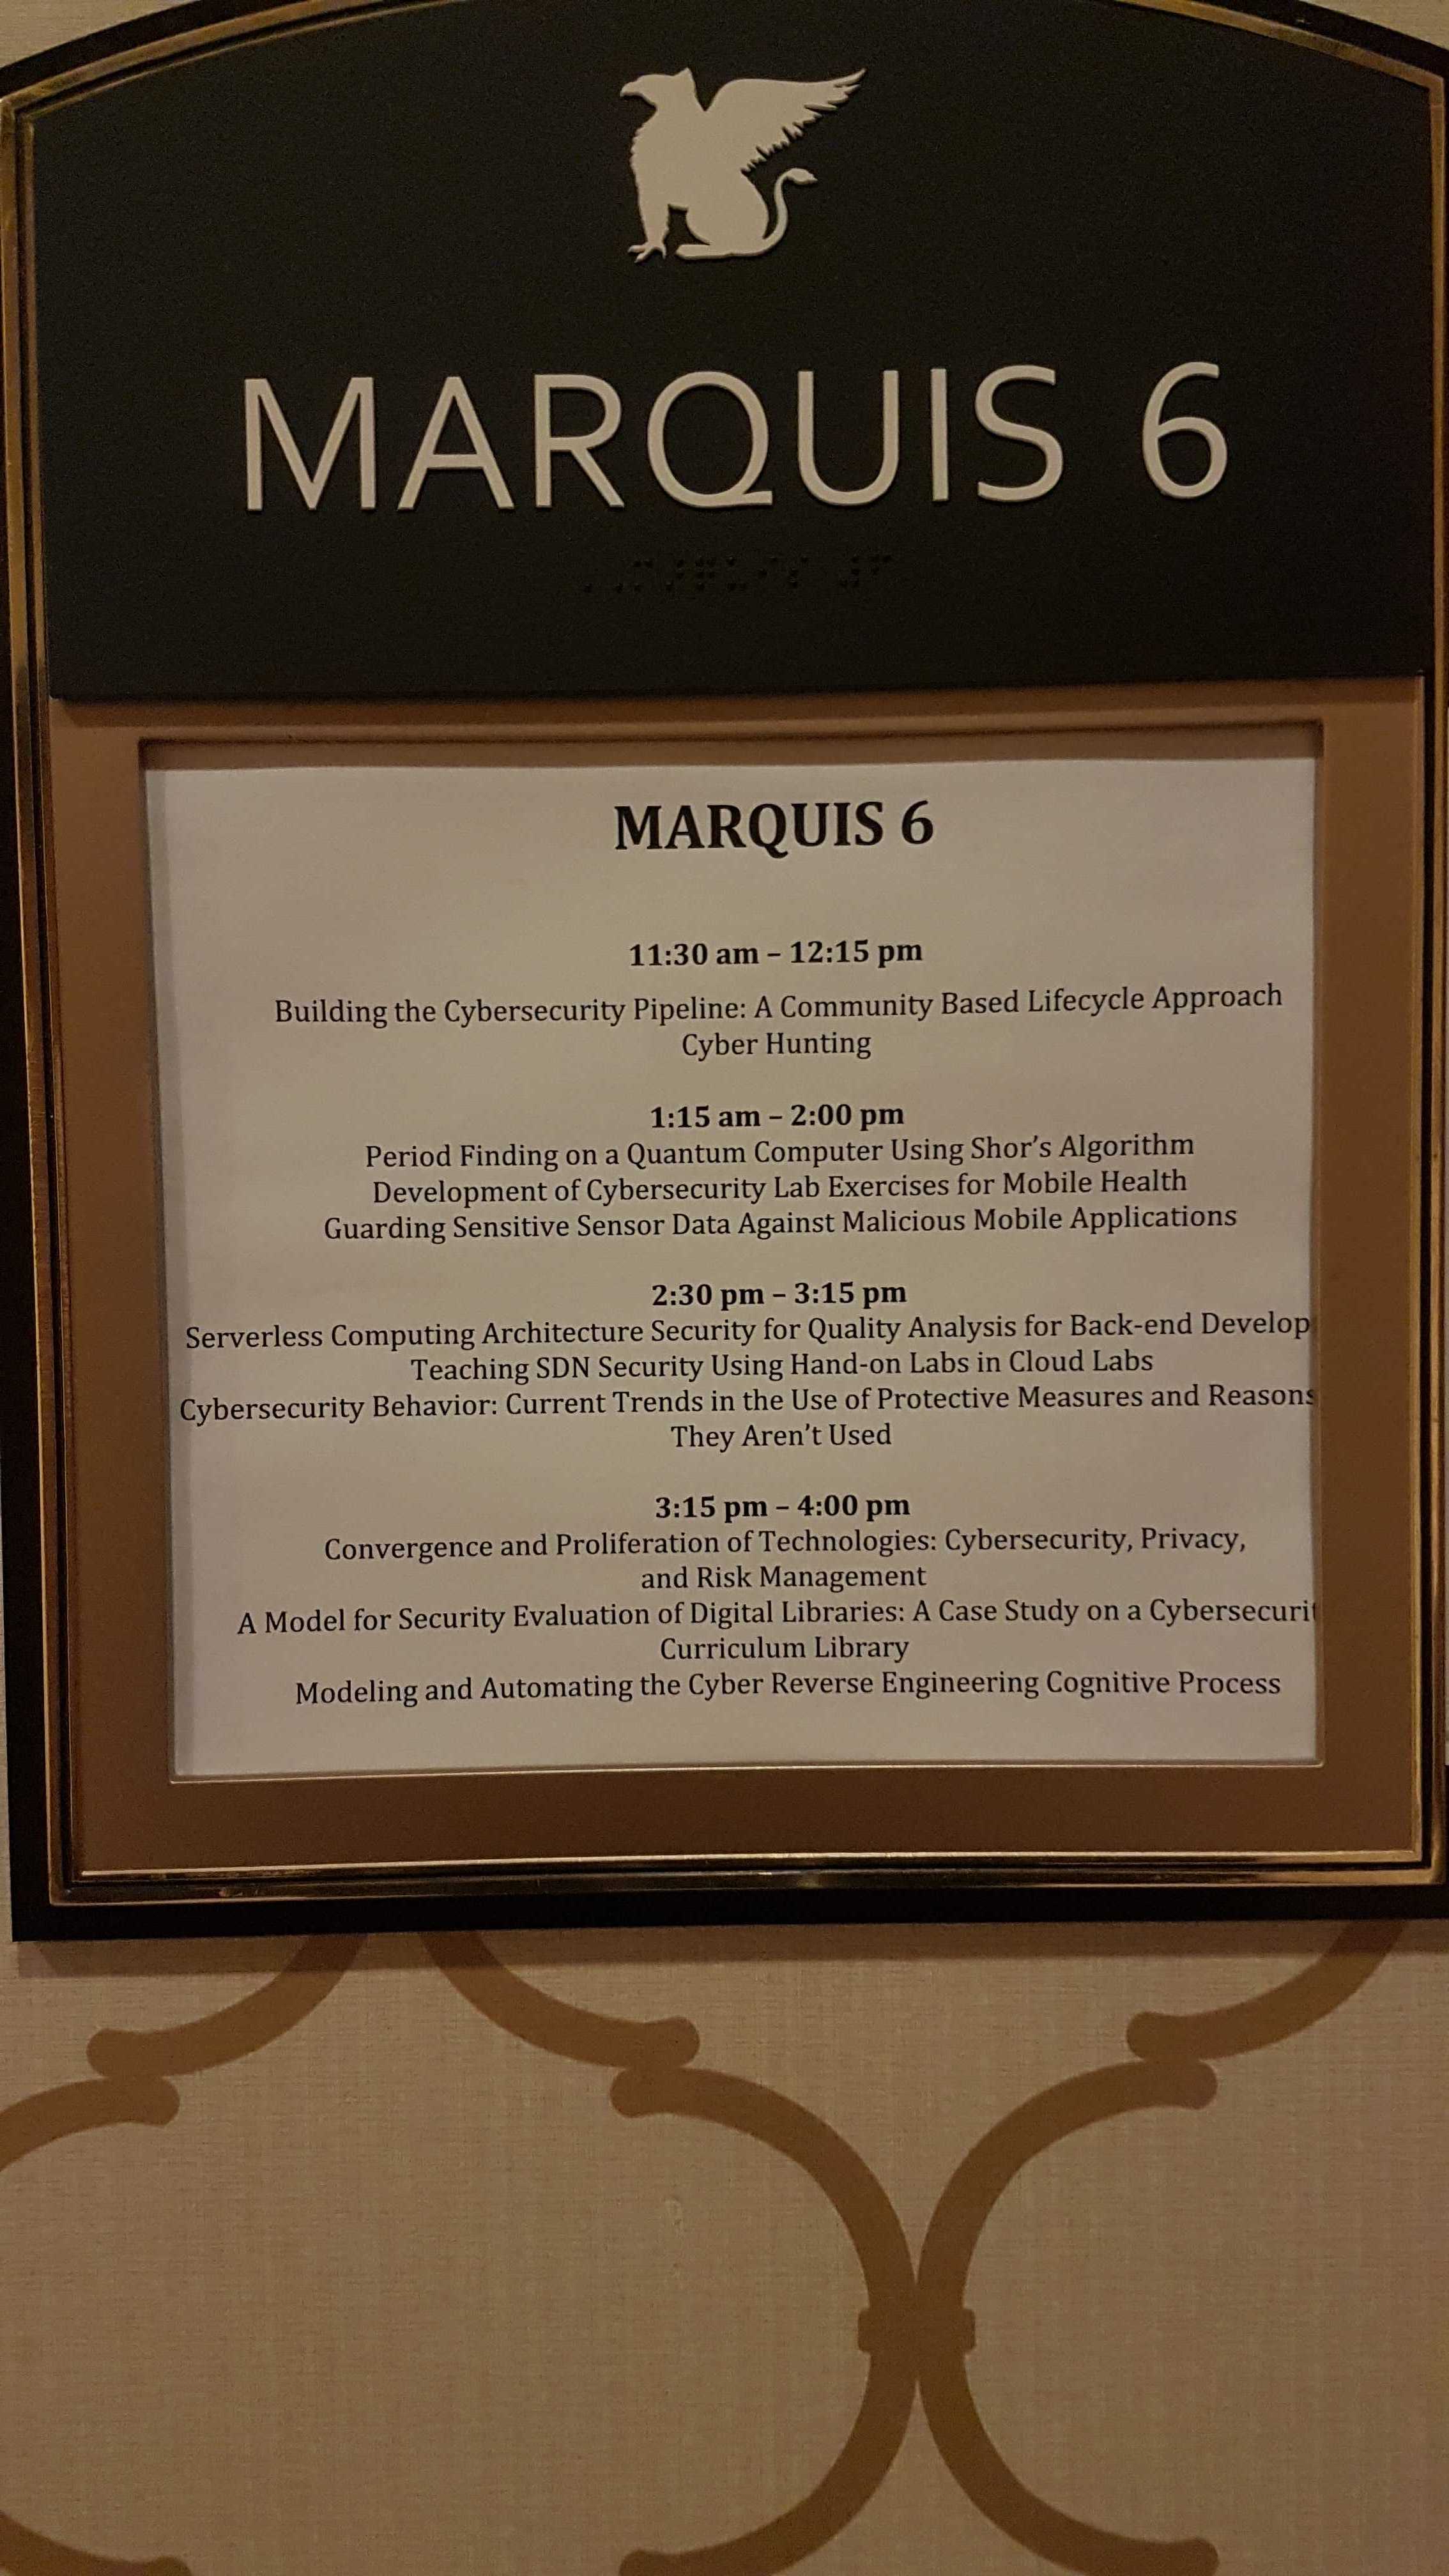 MARQUIS 6
MARQUIS 6
11:30 am – 12:15 pm
Building the Cybersecurity Pipeline: A Community Based Lifecycle Approach
Cyber Hunting
1:15 am – 2:00 pm
Period Finding on a Quantum Computer Using Shor's Algorithm
Development of Cybersecurity Lab Exercises for Mobile Health
Guarding Sensitive Sensor Data Against Malicious Mobile Applications
2:30 pm – 3:15 pm
Serverless Computing Architecture Security for Quality Analysis for Back-end Develop
Teaching SDN Security Using Hand-on Labs in Cloud Labs
Cybersecurity Behavior: Current Trends in the Use of Protective Measures and Reasons
They Aren't Used
3:15 pm – 4:00 pm
Convergence and Proliferation of Technologies: Cybersecurity, Privacy,
and Risk Management
A Model for Security Evaluation of Digital Libraries: A Case Study on a Cybersecurit
Curriculum Library
Modeling and Automating the Cyber Reverse Engineering Cognitive Process